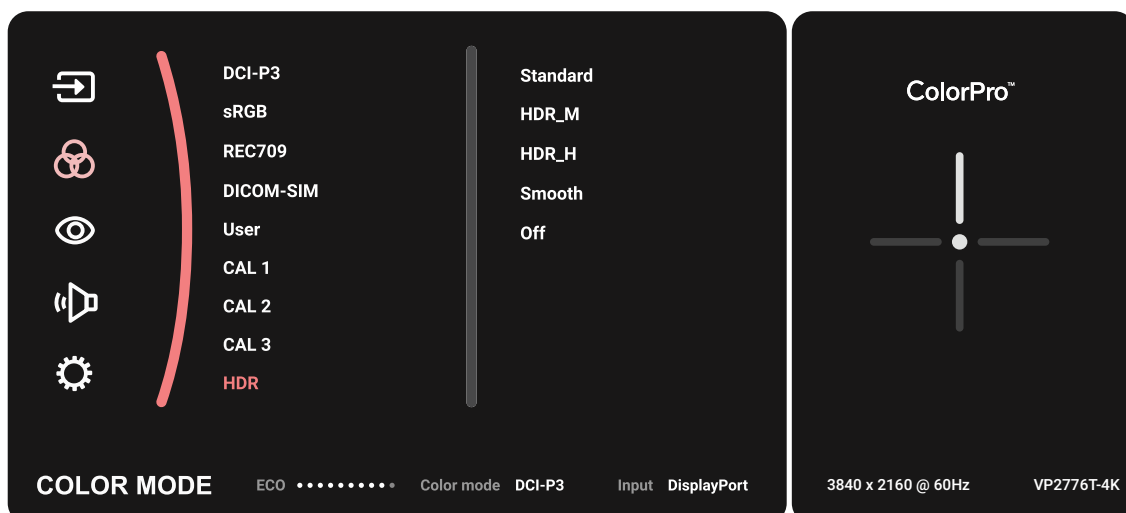 DCI-P3
sRGB
REC709
DICOM-SIM
User
CAL 1
CAL 2
CAL 3
HDR
Standard
HDR_M
HDR_H
Smooth
Off
COLOR MODE
ECO
Color mode DCI-P3
Input DisplayPort
ColorPro™
3840 x 2160 @ 60Hz
VP2776T-4K